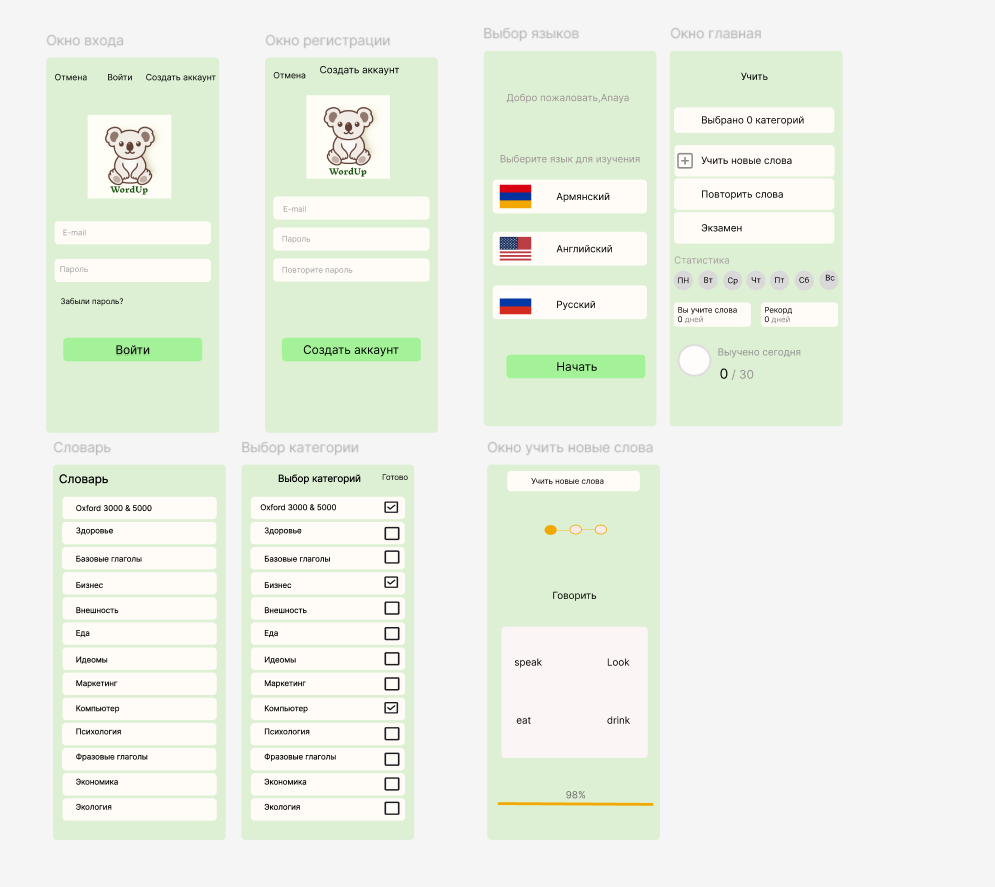 Окно входа
Отмена Войти Создать аккаунт
WordUp
E-mail
Пароль
Забыли пароль?
Войти
Окно регистрации
Отмена Создать аккаунт
WordUp
E-mail
Пароль
Повторите пароль
Создать аккаунт
Выбор языков
Добро пожаловать,Anaya
Выберите язык для изучения
Армянский
Английский
Русский
Начать
Окно главная
Учить
Выбрано 0 категорий
Учить новые слова
Повторить слова
Экзамен
Статистика
ПН Вт Ср Чт Пт Сб Вс
Вы учите слова
0 дней
Рекорд
0 дней
Выучено сегодня
0 / 30
Словарь
Словарь
Oxford 3000 & 5000
Здоровье
Базовые глаголы
Бизнес
Внешность
Еда
Идеомы
Маркетинг
Компьютер
Психология
Фразовые глаголы
Экономика
Экология
Выбор категории
Выбор категорий Готово
Oxford 3000 & 5000
Здоровье
Базовые глаголы
Бизнес
Внешность
Еда
Идеомы
Маркетинг
Компьютер
Психология
Фразовые глаголы
Экономика
Экология
Окно учить новые слова
Учить новые слова
Говорить
speak Look
eat drink
98%